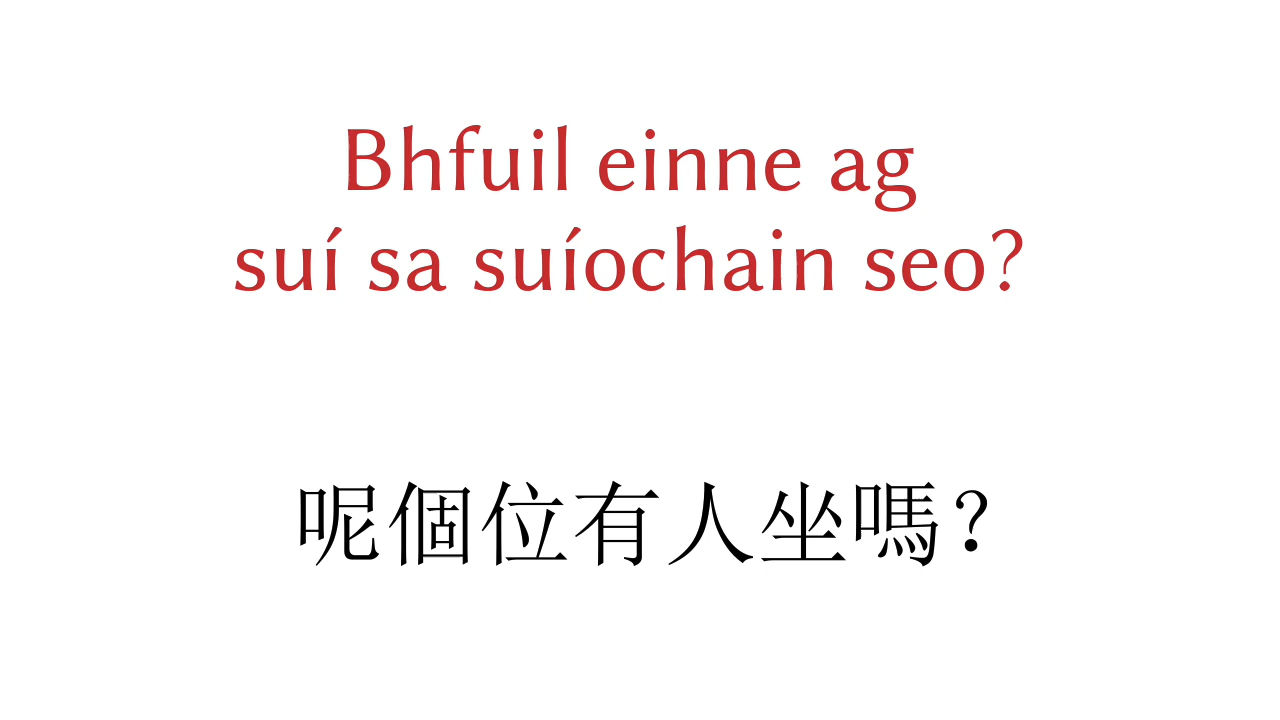 Bhfuil einne ag
suí sa suíochain seo?
呢個位有人坐嗎？